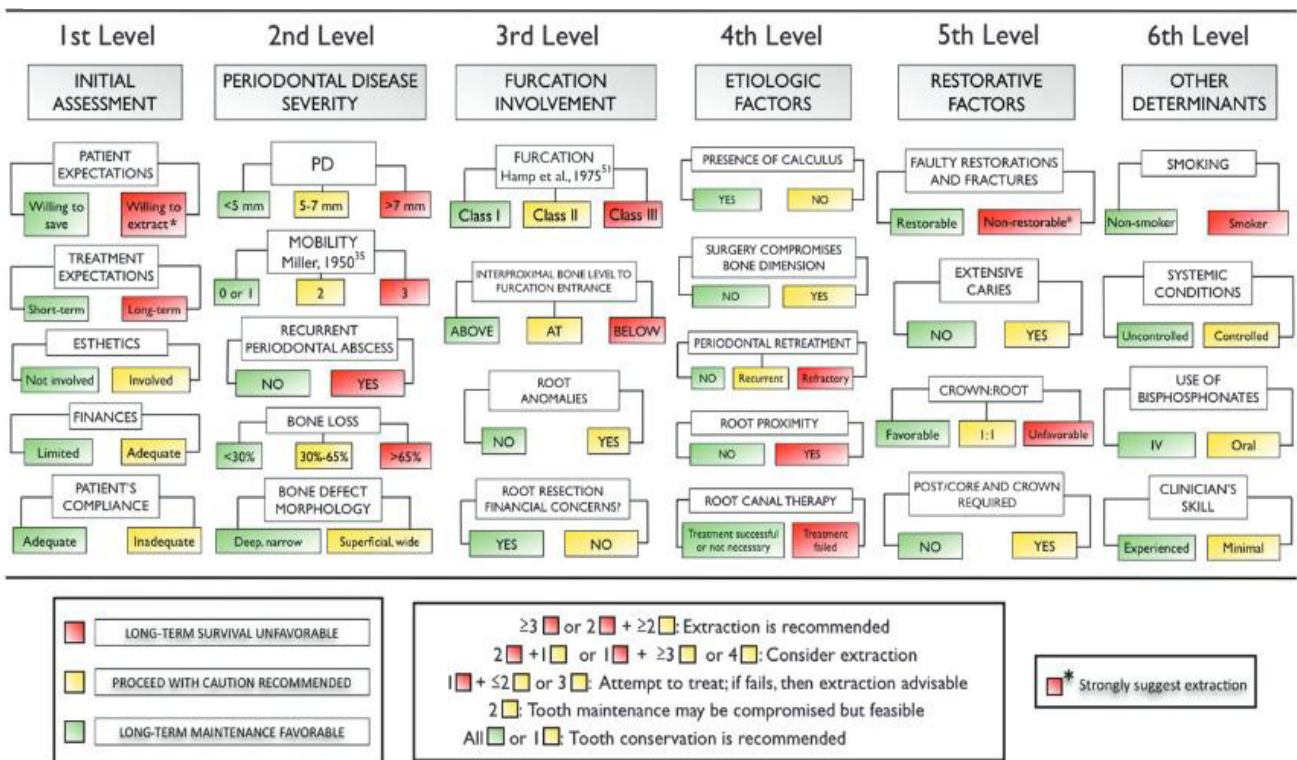 1st Level
INITIAL
ASSESSMENT
PATIENT
EXPECTATIONS
Willing to
save
Willing to
extract*
TREATMENT
EXPECTATIONS
Short-term
Long-term
ESTHETICS
Not involved
Involved
FINANCES
Limited
Adequate
PATIENT'S
COMPLIANCE
Adequate
Inadequate
2nd Level
PERIODONTAL DISEASE
SEVERITY
PD
<5 mm
5-7 mm
>7 mm
MOBILITY
Miller, 1950³⁵
0 or 1
2
3
RECURRENT
PERIODONTAL ABSCESS
NO
YES
BONE LOSS
<30%
30%-65%
>65%
BONE DEFECT
MORPHOLOGY
Deep, narrow
Superficial, wide
3rd Level
FURCATION
INVOLVEMENT
FURCATION
Hamp et al., 1975⁵¹
Class I
Class II
Class III
INTERPROXIMAL BONE LEVEL TO
FURCATION ENTRANCE
ABOVE
AT
BELOW
ROOT
ANOMALIES
NO
YES
ROOT RESECTION
FINANCIAL CONCERNS?
YES
NO
4th Level
ETIOLOGIC
FACTORS
PRESENCE OF CALCULUS
YES
NO
SURGERY COMPROMISES
BONE DIMENSION
NO
YES
PERIODONTAL RETREATMENT
NO
Recurrent
Refractory
ROOT PROXIMITY
NO
YES
ROOT CANAL THERAPY
Treatment successful
or not necessary
Treatment
failed
5th Level
RESTORATIVE
FACTORS
FAULTY RESTORATIONS
AND FRACTURES
Restorable
Non-restorable*
EXTENSIVE
CARIES
NO
YES
CROWN:ROOT
Favorable
1:1
Unfavorable
POST/CORE AND CROWN
REQUIRED
NO
YES
6th Level
OTHER
DETERMINANTS
SMOKING
Non-smoker
Smoker
SYSTEMIC
CONDITIONS
Uncontrolled
Controlled
USE OF
BISPHOSPHONATES
IV
Oral
CLINICIAN'S
SKILL
Experienced
Minimal
LONG-TERM SURVIVAL UNFAVORABLE
PROCEED WITH CAUTION RECOMMENDED
LONG-TERM MAINTENANCE FAVORABLE
≥3 or 2 + ≥2 : Extraction is recommended
2 +1 or 1 + ≥3 or 4 : Consider extraction
1 + ≤2 or 3 : Attempt to treat; if fails, then extraction advisable
2 : Tooth maintenance may be compromised but feasible
All or 1 : Tooth conservation is recommended
* Strongly suggest extraction